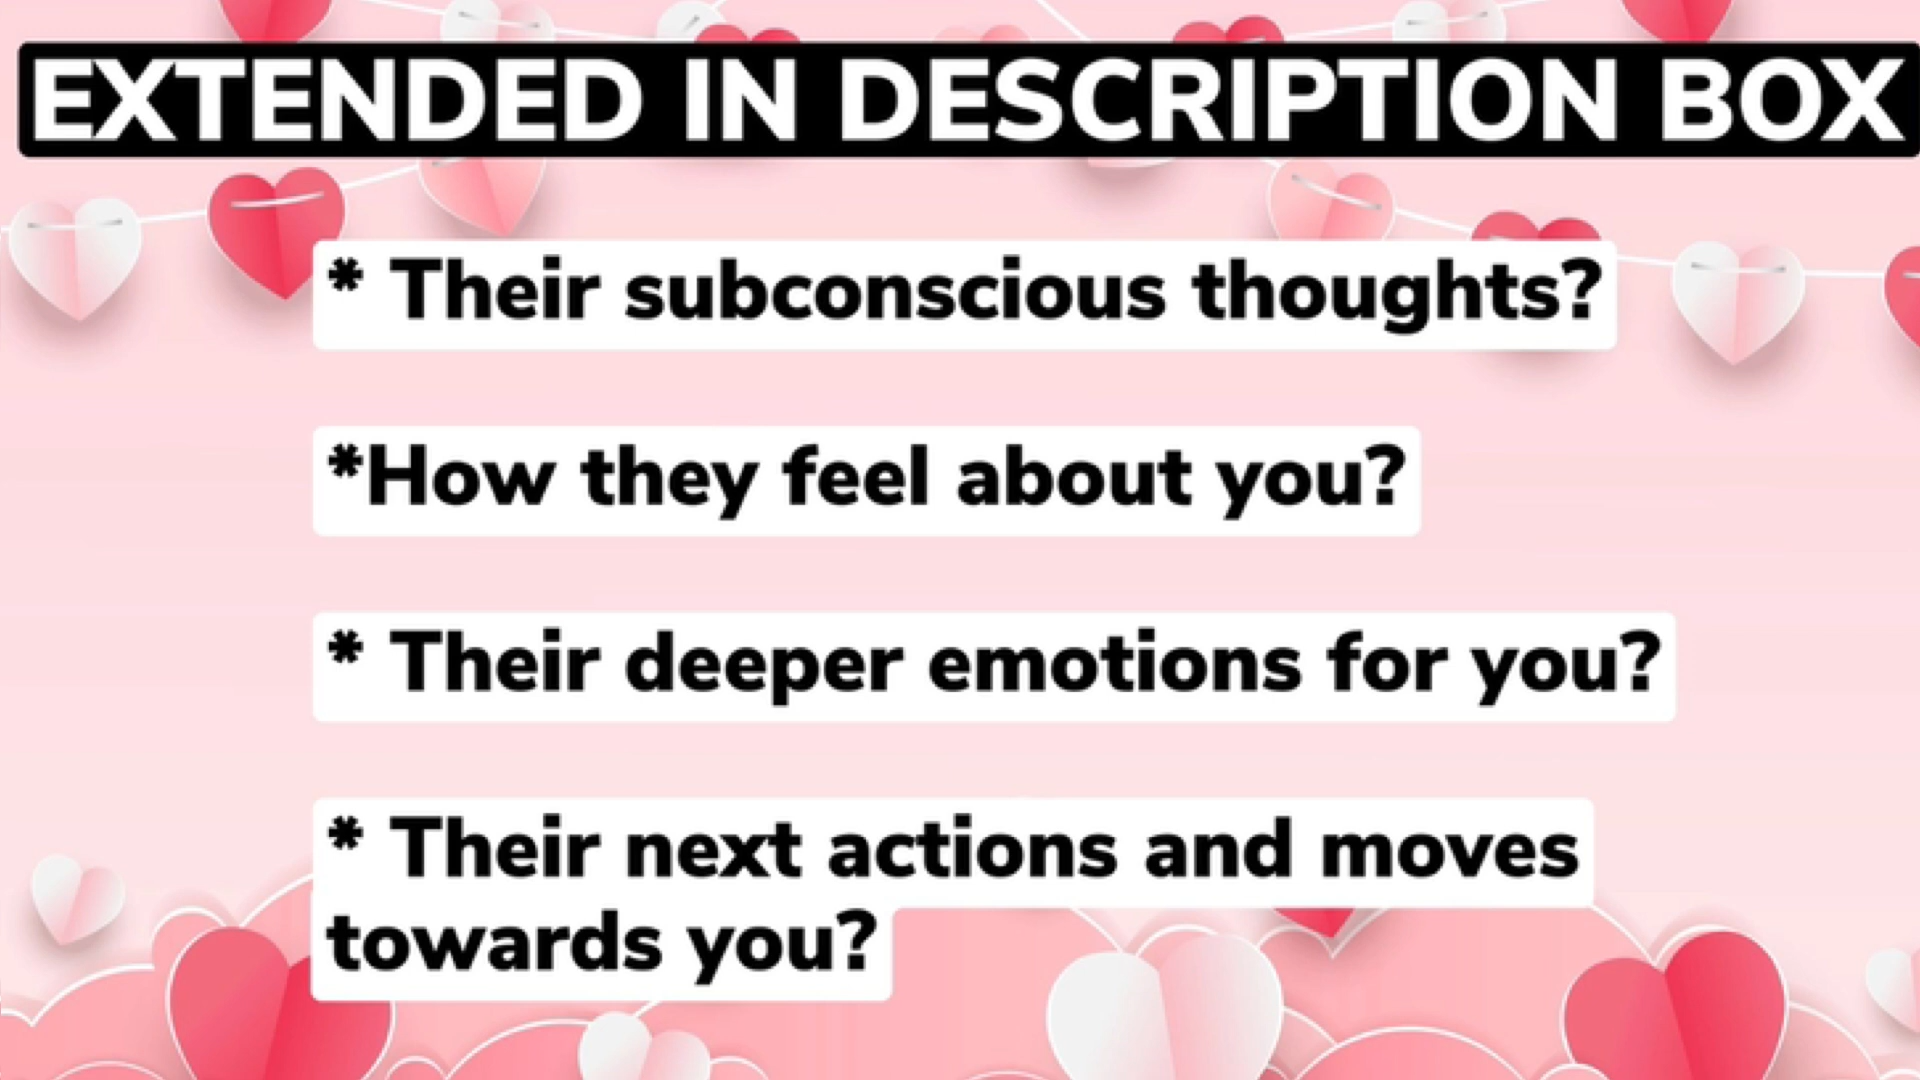 EXTENDED IN DESCRIPTION BOX
* Their subconscious thoughts?
*How they feel about you?
* Their deeper emotions for you?
* Their next actions and moves
towards you?